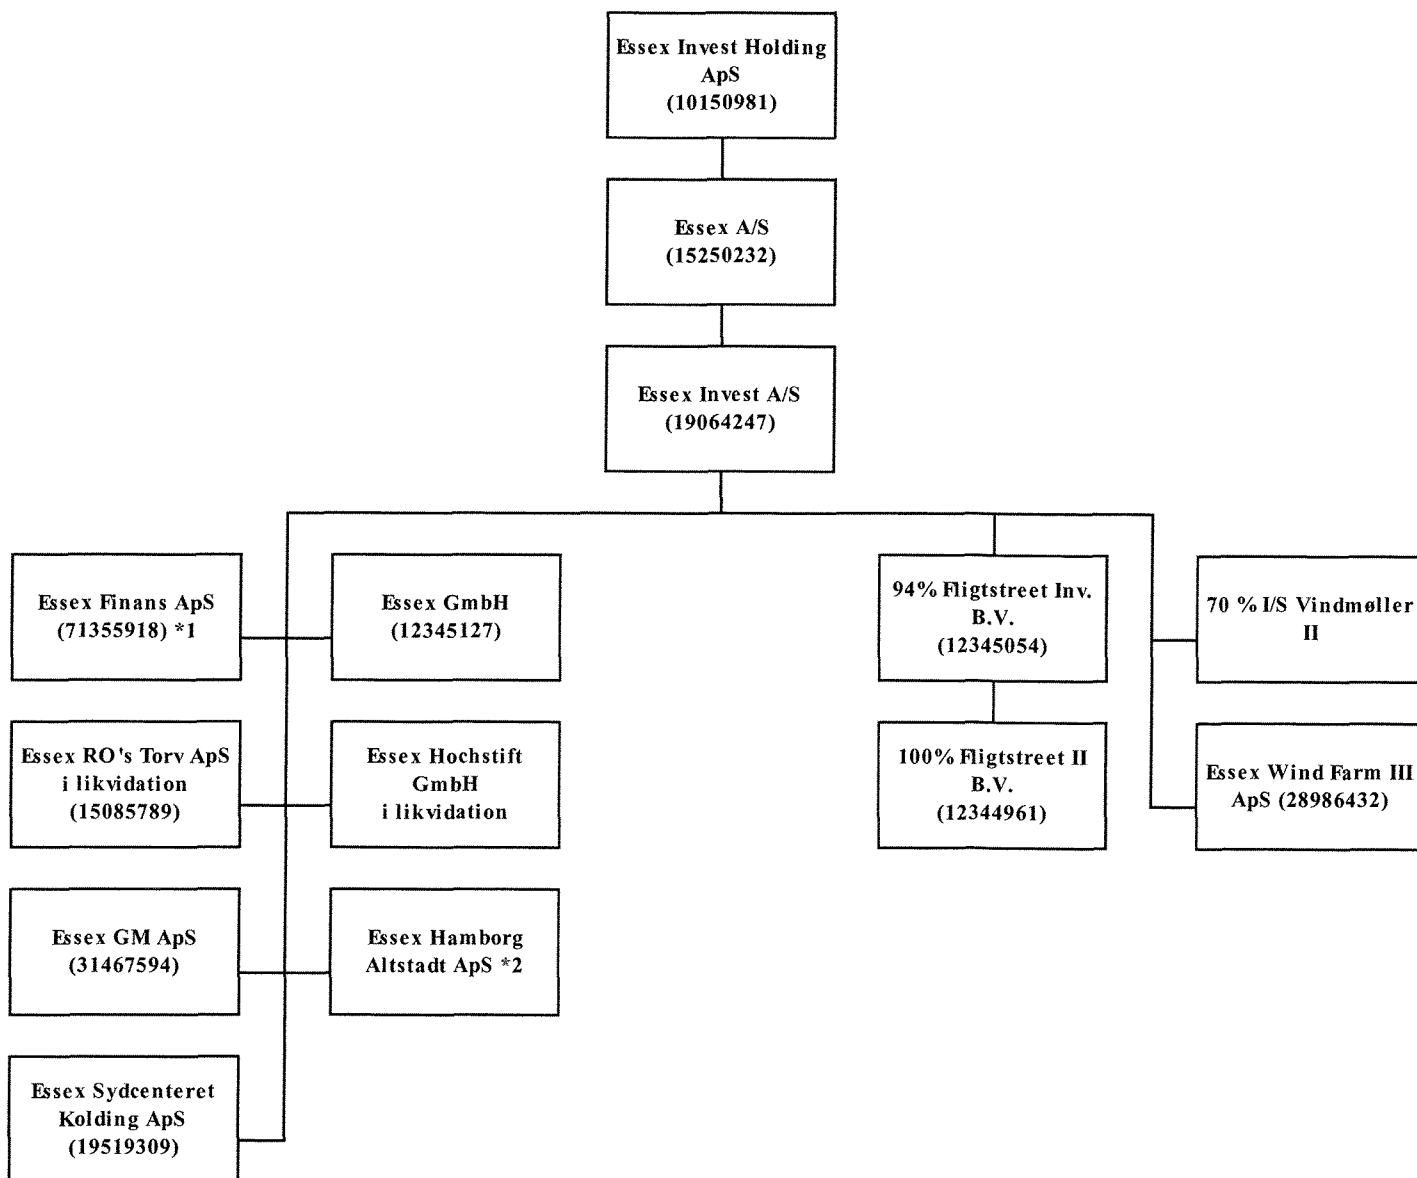 Essex Invest Holding
ApS
(10150981)
Essex A/S
(15250232)
Essex Invest A/S
(19064247)
Essex Finans ApS
(71355918) *1
Essex GmbH
(12345127)
94% Fligtstreet Inv.
B.V.
(12345054)
70 % I/S Vindmøller
II
Essex RO's Torv ApS
i likvidation
(15085789)
Essex Hochstift
GmbH
i likvidation
100% Fligtstreet II
B.V.
(12344961)
Essex Wind Farm III
ApS (28986432)
Essex GM ApS
(31467594)
Essex Hamborg
Altstadt ApS *2
Essex Sydcenteret
Kolding ApS
(19519309)